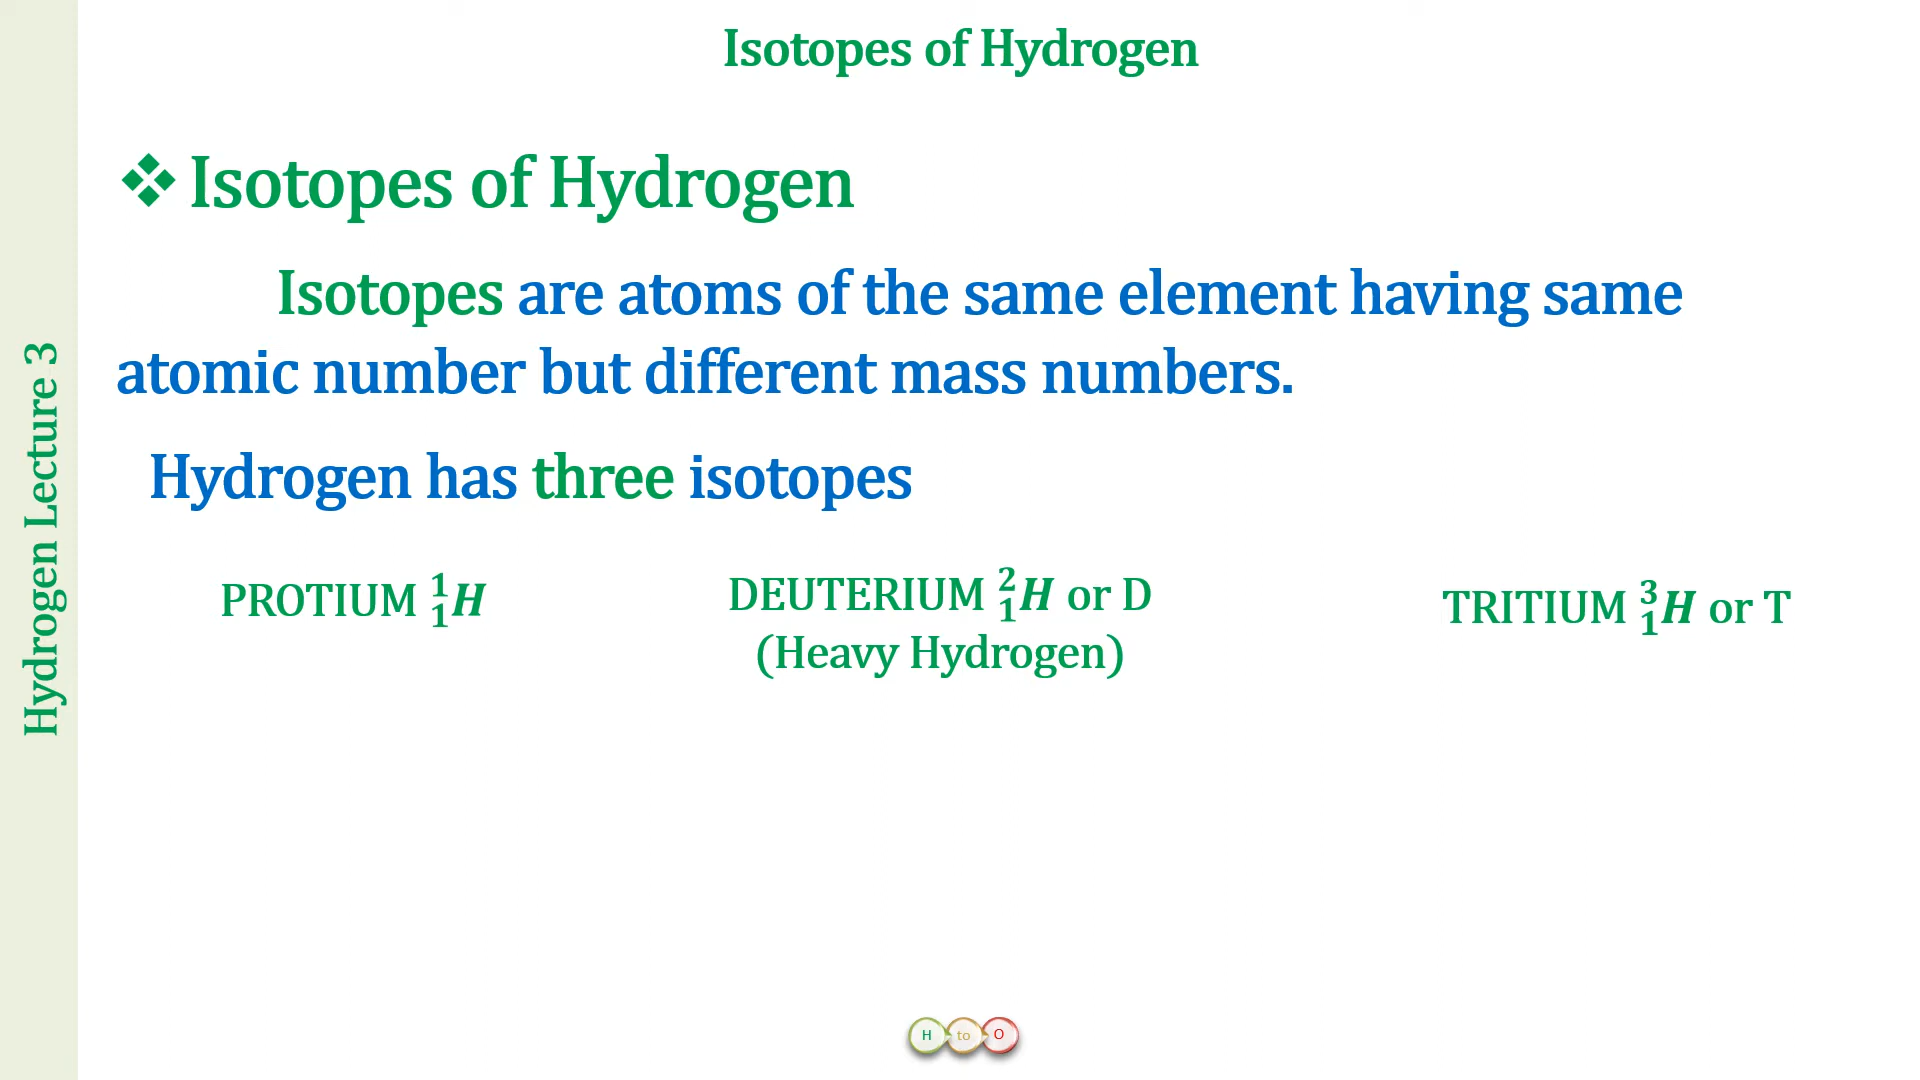 Isotopes of Hydrogen
❖ Isotopes of Hydrogen
Isotopes are atoms of the same element having same
atomic number but different mass numbers.
Hydrogen has three isotopes
PROTIUM ¹₁H
DEUTERIUM ²₁H or D
(Heavy Hydrogen)
TRITIUM ³₁H or T
Hydrogen Lecture 3
H to O